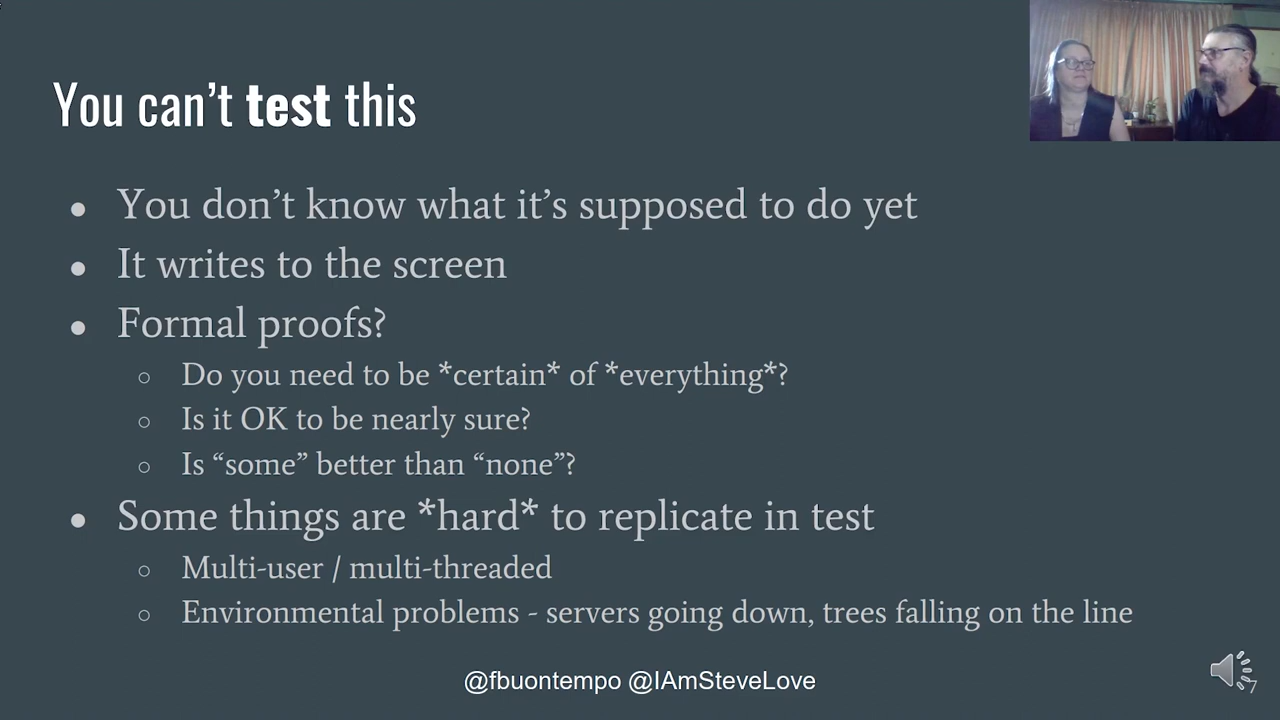 You can’t test this
You don’t know what it’s supposed to do yet
It writes to the screen
Formal proofs?
Do you need to be *certain* of *everything*?
Is it OK to be nearly sure?
Is “some” better than “none”?
Some things are *hard* to replicate in test
Multi-user / multi-threaded
Environmental problems - servers going down, trees falling on the line
@fbuontempo @IAmSteveLove
7